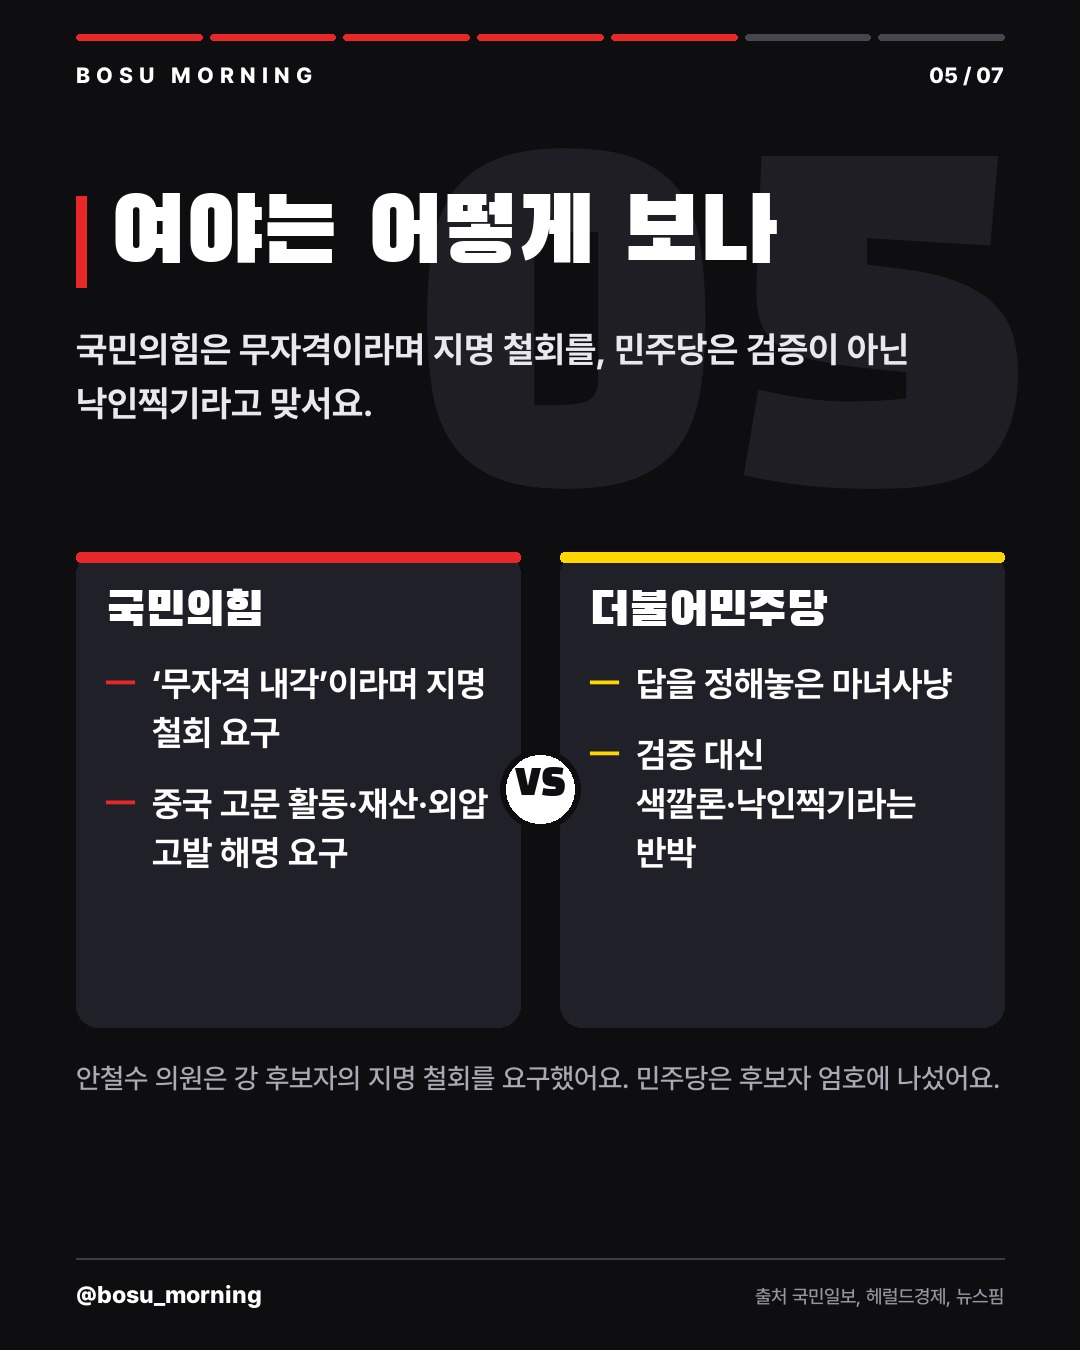 BOSU MORNING
05 / 07
05
여야는 어떻게 보나
국민의힘은 무자격이라며 지명 철회를, 민주당은 검증이 아닌
낙인찍기라고 맞서요.
국민의힘
— ‘무자격 내각’이라며 지명
철회 요구
— 중국 고문 활동·재산·외압
고발 해명 요구
VS
더불어민주당
— 답을 정해놓은 마녀사냥
— 검증 대신
색깔론·낙인찍기라는
반박
안철수 의원은 강 후보자의 지명 철회를 요구했어요. 민주당은 후보자 엄호에 나섰어요.
@bosu_morning
출처 국민일보, 헤럴드경제, 뉴스핌